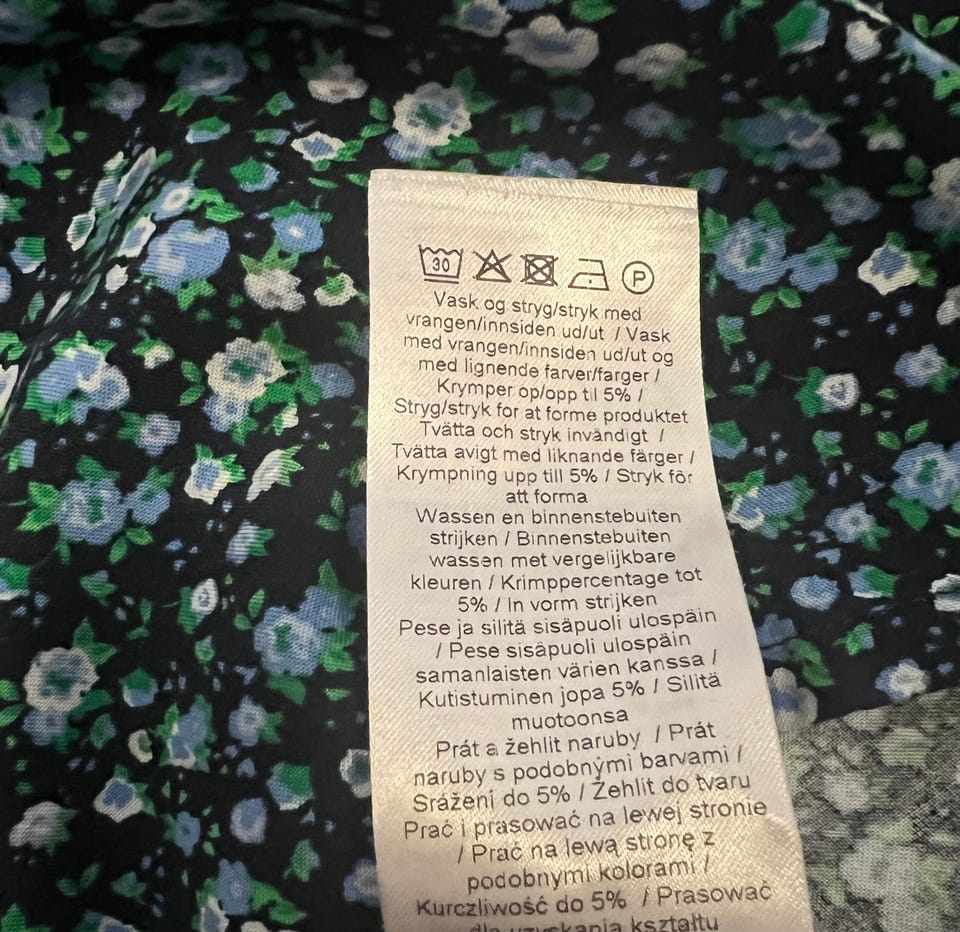 30 P
Vask og stryg/stryk med
vrangen/innsiden ud/ut / Vask
med vrangen/innsiden ud/ut og
med lignende farver/farger /
Krymper op/opp til 5% /
Stryg/stryk for at forme produktet
Tvätta och stryk invändigt /
Tvätta avigt med liknande färger /
Krympning upp till 5% / Stryk för
att forma
Wassen en binnenstebuiten
strijken / Binnenstebuiten
wassen met vergelijkbare
kleuren / Krimppercentage tot
5% / In vorm strijken
Pese ja silitä sisäpuoli ulospäin
/ Pese sisäpuoli ulospäin
samanlaisten värien kanssa /
Kutistuminen jopa 5% / Silitä
muotoonsa
Prát a žehlit naruby / Prát
naruby s podobnými barvami /
Srážení do 5% / Žehlit do tvaru
Prać i prasować na lewej stronie
/ Prać na lewą stronę z
podobnymi kolorami /
Kurczliwość do 5% / Prasować
dla uzyskania kształtu